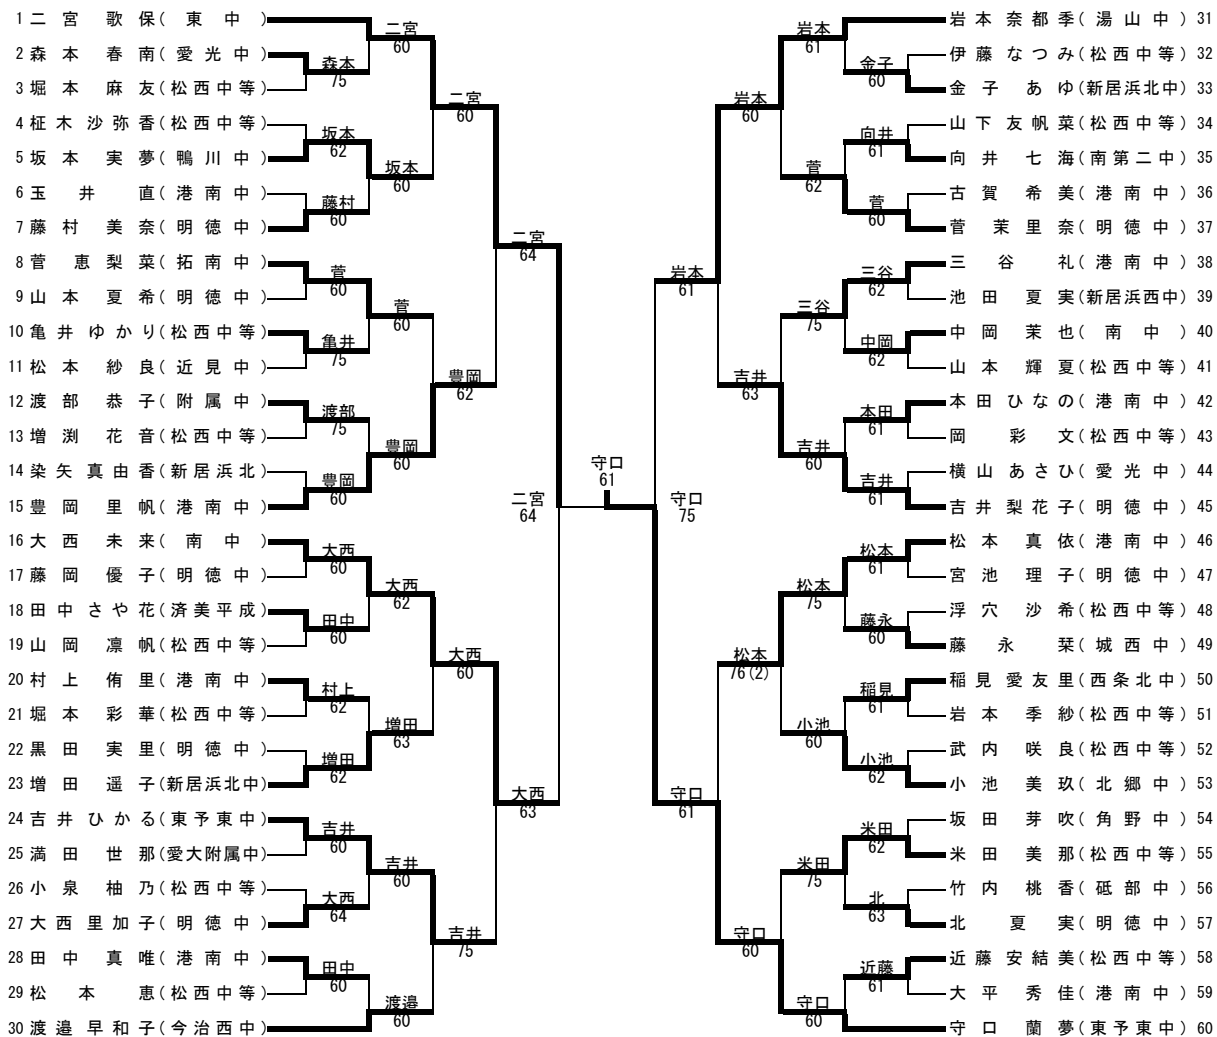 1 二宮 歌保(東中)
2 森本 春南(愛光中)
3 堀本 麻友(松西中等)
4 柾木沙弥香(松西中等)
5 坂本 実夢(鴨川中)
6 玉井 直(港南中)
7 藤村 美奈(明徳中)
8 菅 恵梨菜(拓南中)
9 山本 夏希(明徳中)
10 亀井ゆかり(松西中等)
11 松本 紗良(近見中)
12 渡部 恭子(附属中)
13 増渕 花音(松西中等)
14 染矢真由香(新居浜北)
15 豊岡 里帆(港南中)
16 大西 未来(南中)
17 藤岡 優子(明徳中)
18 田中さや花(済美平成)
19 山岡 凛帆(松西中等)
20 村上 侑里(港南中)
21 堀本 彩華(松西中等)
22 黒田 実里(明徳中)
23 増田 遥子(新居浜北中)
24 吉井ひかる(東予東中)
25 満田 世那(愛大附属中)
26 小泉 柚乃(松西中等)
27 大西里加子(明徳中)
28 田中 真唯(港南中)
29 松本 恵(松西中等)
30 渡邉早和子(今治西中)
二宮
60
森本
75
坂本
62
藤村
60
菅
60
亀井
75
渡部
75
豊岡
60
大西
60
田中
60
村上
62
増田
62
吉井
60
大西
64
田中
60
渡邉
60
坂本
60
菅
60
豊岡
60
大西
62
増田
63
吉井
60
二宮
60
豊岡
62
大西
60
吉井
75
二宮
64
大西
63
二宮
64
守口
61
守口
75
岩本
61
守口
61
岩本
60
吉井
63
松本
76(2)
守口
60
岩本
61
菅
62
三谷
75
吉井
60
松本
75
小池
60
米田
75
守口
60
金子
60
向井
61
菅
60
三谷
62
中岡
62
本田
61
吉井
61
松本
61
藤永
60
稲見
61
小池
62
米田
62
北
63
近藤
61
岩本奈都季(湯山中) 31
伊藤なつみ(松西中等) 32
金子 あゆ(新居浜北中) 33
山下友帆菜(松西中等) 34
向井 七海(南第二中) 35
古賀 希美(港南中) 36
菅 茉里奈(明徳中) 37
三谷 礼(港南中) 38
池田 夏実(新居浜西中) 39
中岡 茉也(南中) 40
山本 輝夏(松西中等) 41
本田ひなの(港南中) 42
岡 彩文(松西中等) 43
横山あさひ(愛光中) 44
吉井梨花子(明徳中) 45
松本 真依(港南中) 46
宮池 理子(明徳中) 47
浮穴 沙希(松西中等) 48
藤永 栞(城西中) 49
稲見愛友里(西条北中) 50
岩本 季紗(松西中等) 51
武内 咲良(松西中等) 52
小池 美玖(北郷中) 53
坂田 芽吹(角野中) 54
米田 美那(松西中等) 55
竹内 桃香(砥部中) 56
北 夏実(明徳中) 57
近藤安結美(松西中等) 58
大平 秀佳(港南中) 59
守口 蘭夢(東予東中) 60